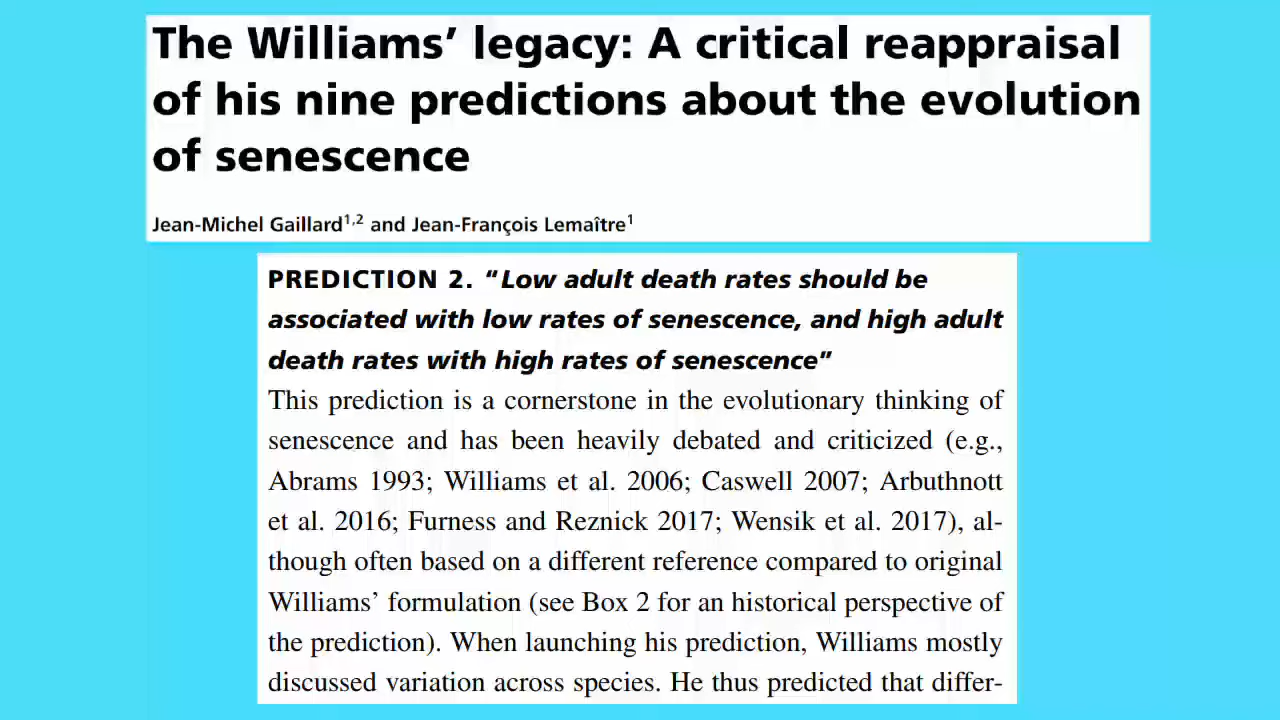 The Williams’ legacy: A critical reappraisal
of his nine predictions about the evolution
of senescence
Jean-Michel Gaillard1,2 and Jean-François Lemaître1
PREDICTION 2. “Low adult death rates should be
associated with low rates of senescence, and high adult
death rates with high rates of senescence”
This prediction is a cornerstone in the evolutionary thinking of
senescence and has been heavily debated and criticized (e.g.,
Abrams 1993; Williams et al. 2006; Caswell 2007; Arbuthnott
et al. 2016; Furness and Reznick 2017; Wensik et al. 2017), al-
though often based on a different reference compared to original
Williams’ formulation (see Box 2 for an historical perspective of
the prediction). When launching his prediction, Williams mostly
discussed variation across species. He thus predicted that differ-